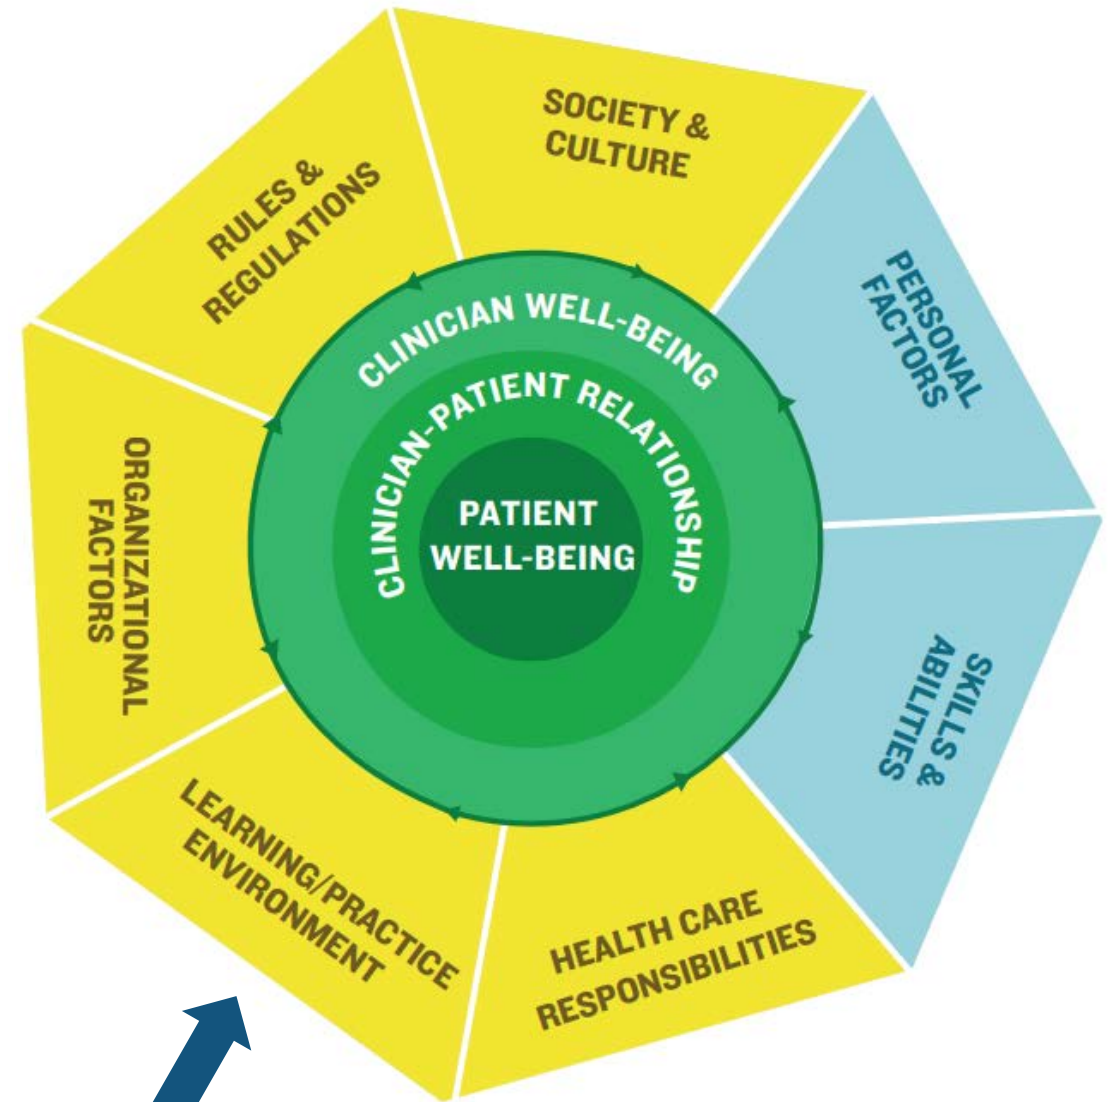 SOCIETY &
CULTURE
PERSONAL
FACTORS
SKILLS &
ABILITIES
HEALTH CARE
RESPONSIBILITIES
LEARNING/PRACTICE
ENVIRONMENT
ORGANIZATIONAL
FACTORS
RULES &
REGULATIONS
CLINICIAN WELL-BEING
CLINICIAN-PATIENT RELATIONSHIP
PATIENT
WELL-BEING